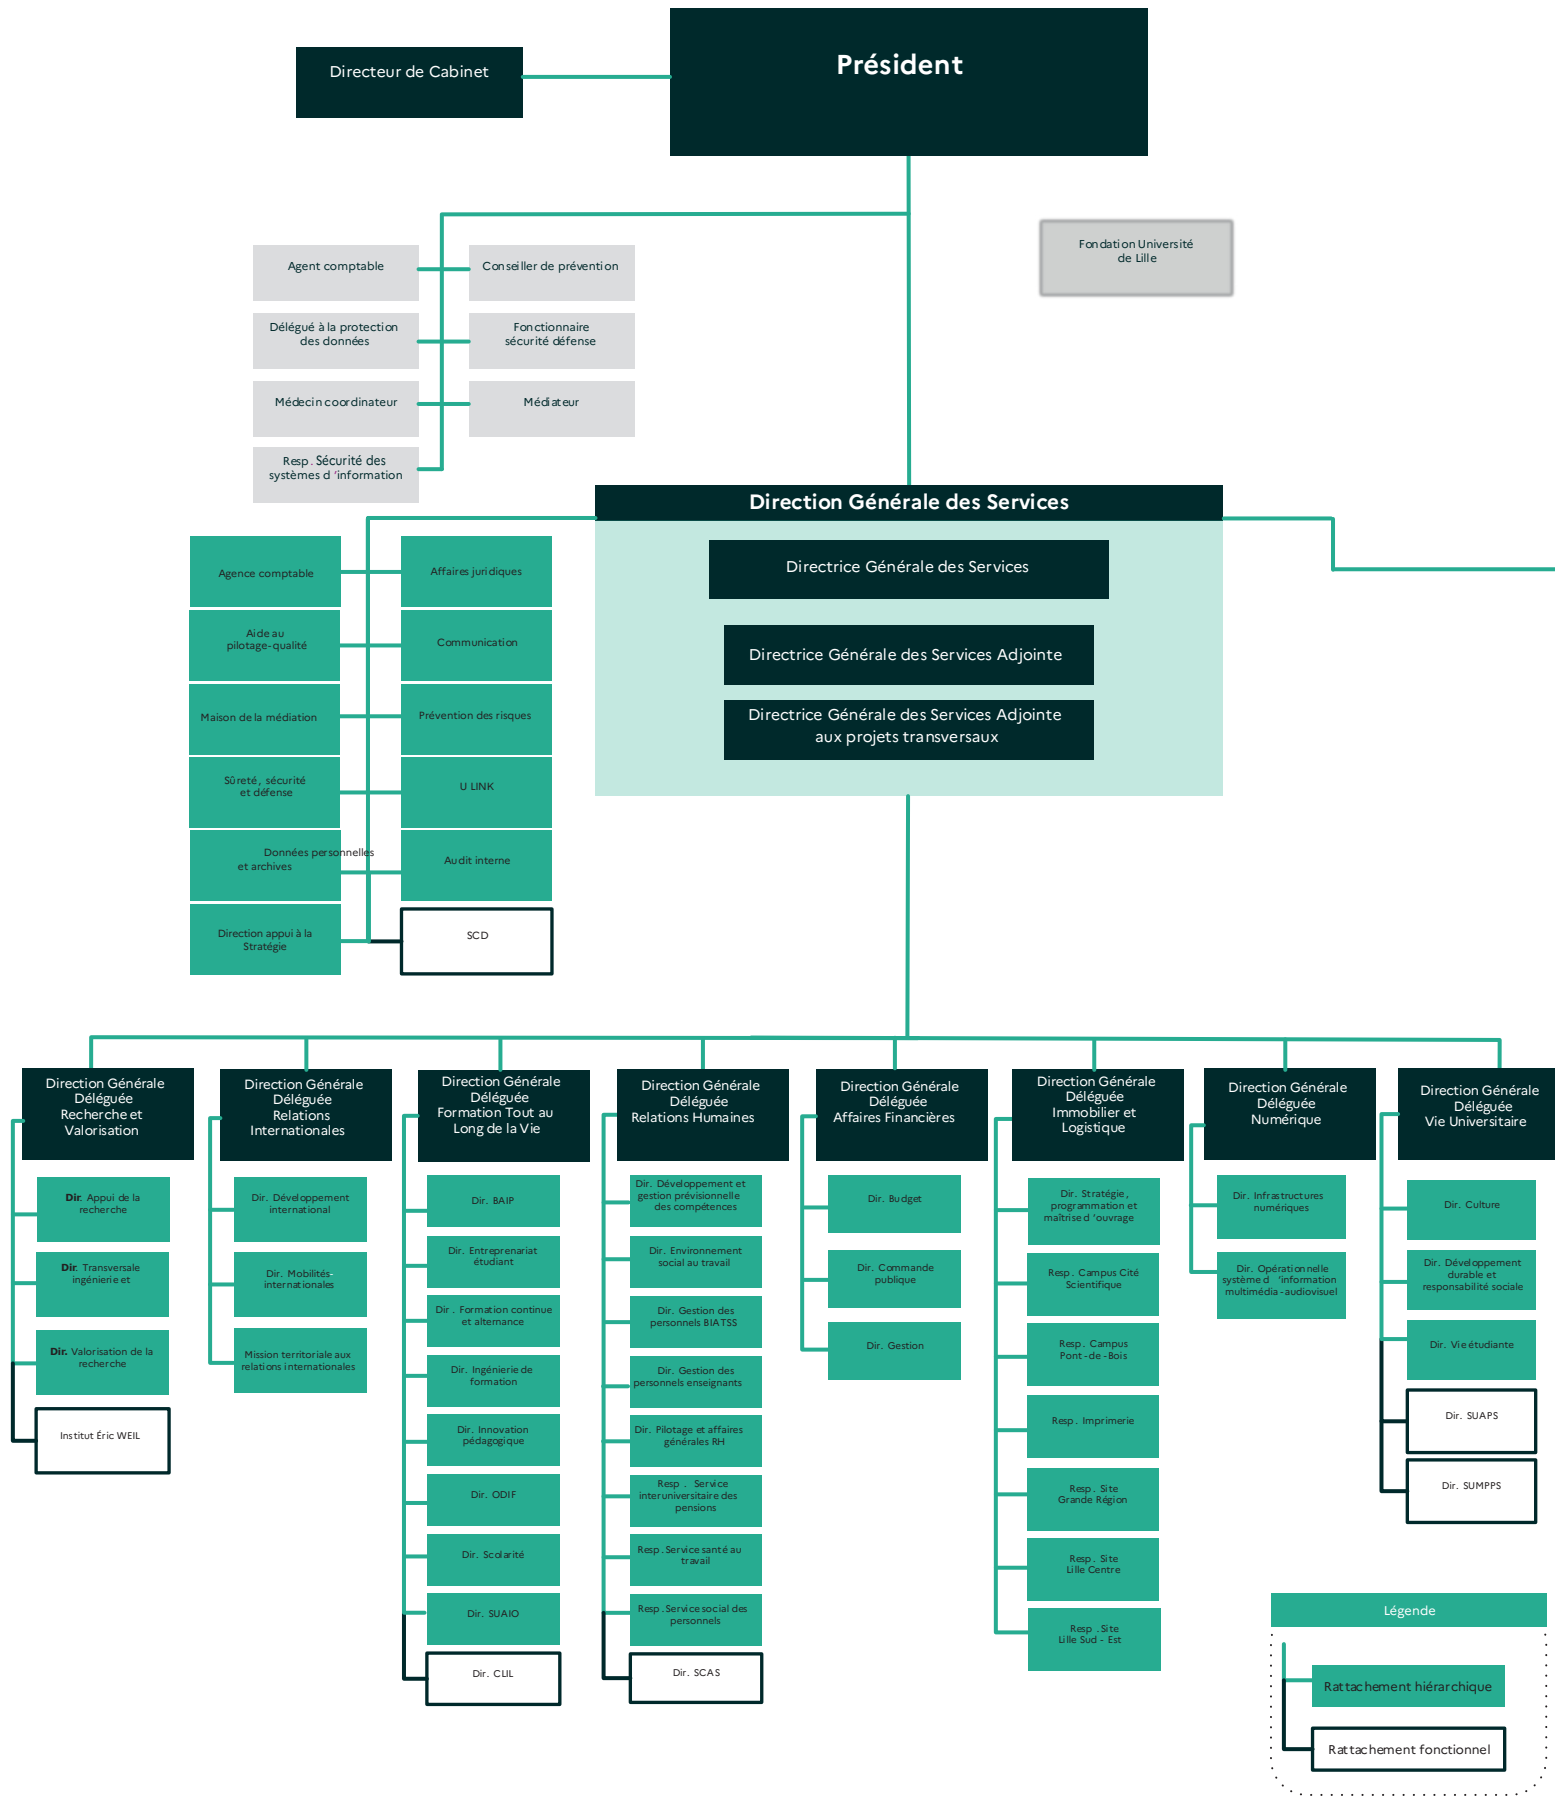 Directeur de Cabinet
Président
Fondation Université
de Lille
Agent comptable
Conseiller de prévention
Délégué à la protection
des données
Fonctionnaire
sécurité défense
Médecin coordinateur
Médiateur
Resp. Sécurité des
systèmes d 'information
Direction Générale des Services
Directrice Générale des Services
Directrice Générale des Services Adjointe
Directrice Générale des Services Adjointe
aux projets transversaux
Agence comptable
Affaires juridiques
Aide au
pilotage-qualité
Communication
Maison de la médiation
Prévention des risques
Sûreté, sécurité
et défense
U LINK
Données personnelles
et archives
Audit interne
Direction appui à la
Stratégie
SCD
Direction Générale
Déléguée
Recherche et
Valorisation
Dir. Appui de la
recherche
Dir. Transversale
ingénierie et
Dir. Valorisation de la
recherche
Institut Éric WEIL
Direction Générale
Déléguée
Relations
Internationales
Dir. Développement
international
Dir. Mobilités-
internationales
Mission territoriale aux
relations internationales
Direction Générale
Déléguée
Formation Tout au
Long de la Vie
Dir. BAIP
Dir. Entreprenariat
étudiant
Dir. Formation continue
et alternance
Dir. Ingénierie de
formation
Dir. Innovation
pédagogique
Dir. ODIF
Dir. Scolarité
Dir. SUAIO
Dir. CLIL
Direction Générale
Déléguée
Relations Humaines
Dir. Développement et
gestion prévisionnelle
des compétences
Dir. Environnement
social au travail
Dir. Gestion des
personnels BIATSS
Dir. Gestion des
personnels enseignants
Dir. Pilotage et affaires
générales RH
Resp. Service
interuniversitaire des
pensions
Resp.Service santé au
travail
Resp.Service social des
personnels
Dir. SCAS
Direction Générale
Déléguée
Affaires Financières
Dir. Budget
Dir. Commande
publique
Dir. Gestion
Direction Générale
Déléguée
Immobilier et
Logistique
Dir. Stratégie,
programmation et
maîtrise d 'ouvrage
Resp. Campus Cité
Scientifique
Resp. Campus
Pont-de-Bois
Resp. Imprimerie
Resp. Site
Grande Région
Resp. Site
Lille Centre
Resp. Site
Lille Sud - Est
Direction Générale
Déléguée
Numérique
Dir. Infrastructures
numériques
Dir. Opérationnelle
système d 'information
multimédia-audiovisuel
Direction Générale
Déléguée
Vie Universitaire
Dir. Culture
Dir. Développement
durable et
responsabilité sociale
Dir. Vie étudiante
Dir. SUAPS
Dir. SUMPPS
Légende
Rattachement hiérarchique
Rattachement fonctionnel